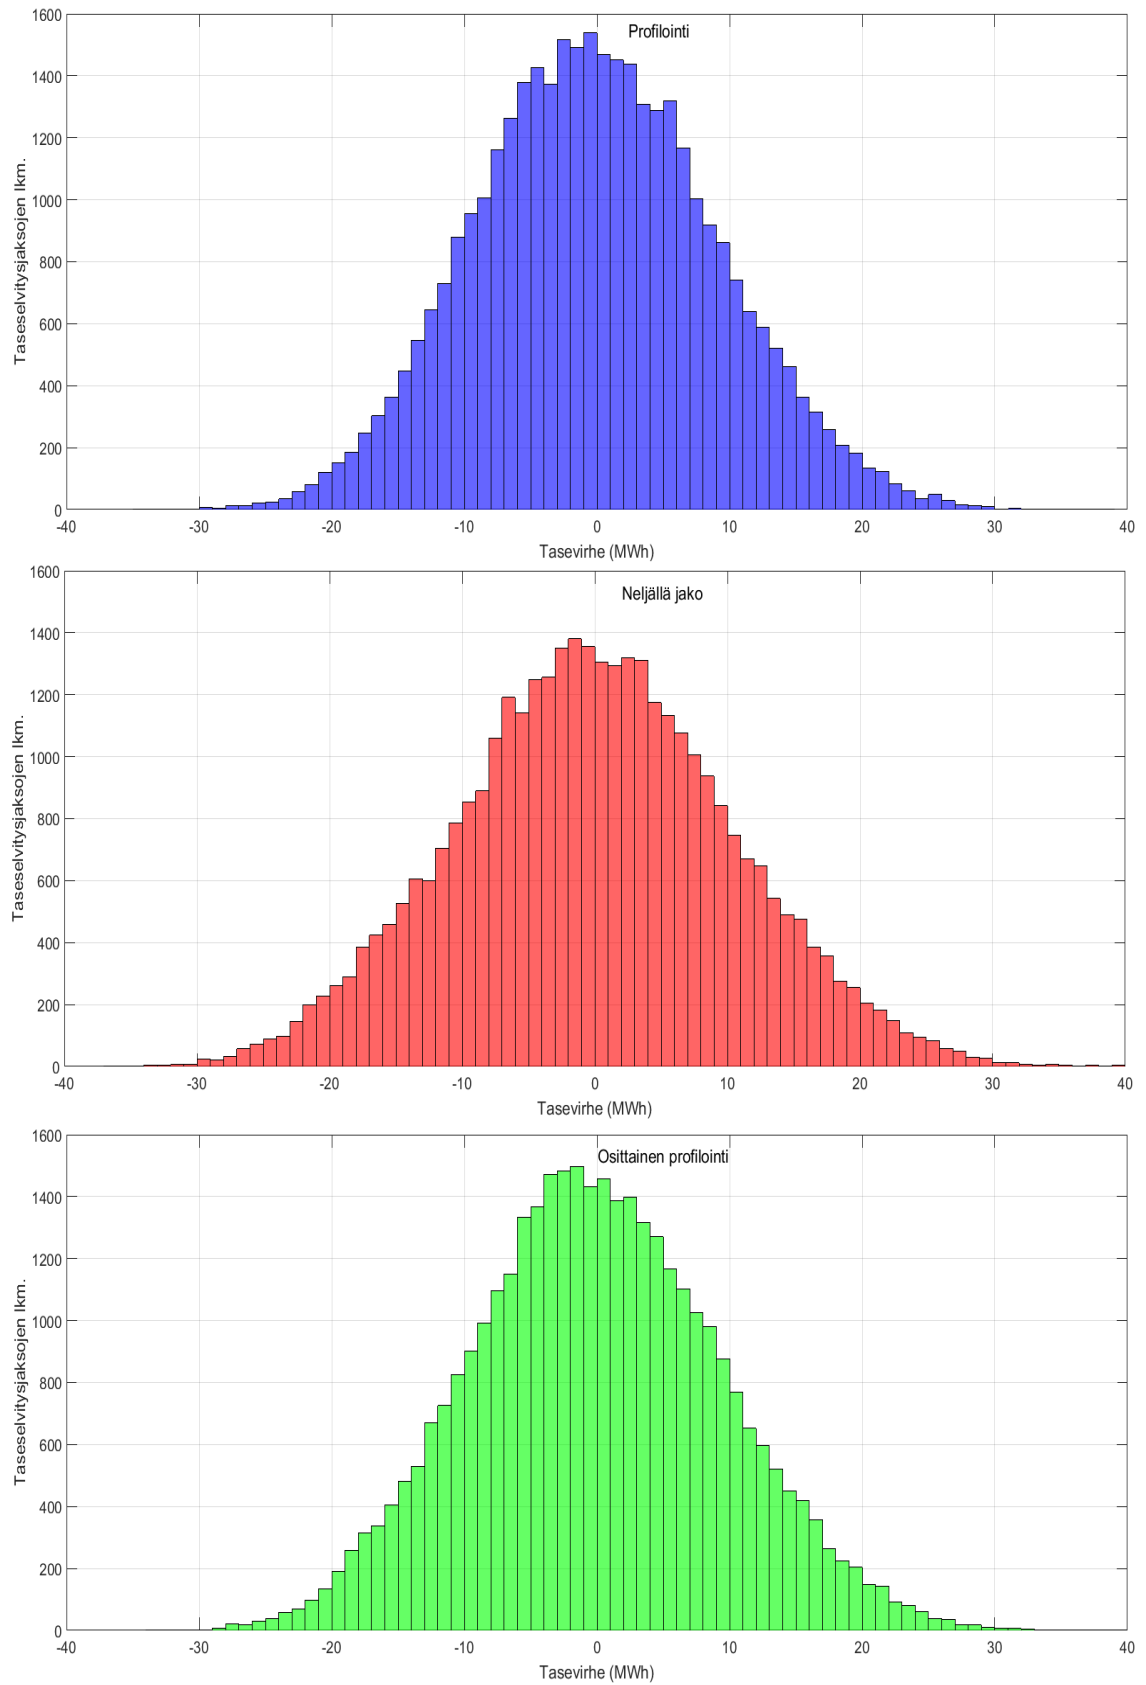 Profilointi
1600
1400
1200
1000
800
600
400
200
0
Taseselvitysjaksojen lkm.
-40 -30 -20 -10 0 10 20 30 40
Tasevirhe (MWh)
Neljällä jako
1600
1400
1200
1000
800
600
400
200
0
Taseselvitysjaksojen lkm.
-40 -30 -20 -10 0 10 20 30 40
Tasevirhe (MWh)
Osittainen profilointi
1600
1400
1200
1000
800
600
400
200
0
Taseselvitysjaksojen lkm.
-40 -30 -20 -10 0 10 20 30 40
Tasevirhe (MWh)